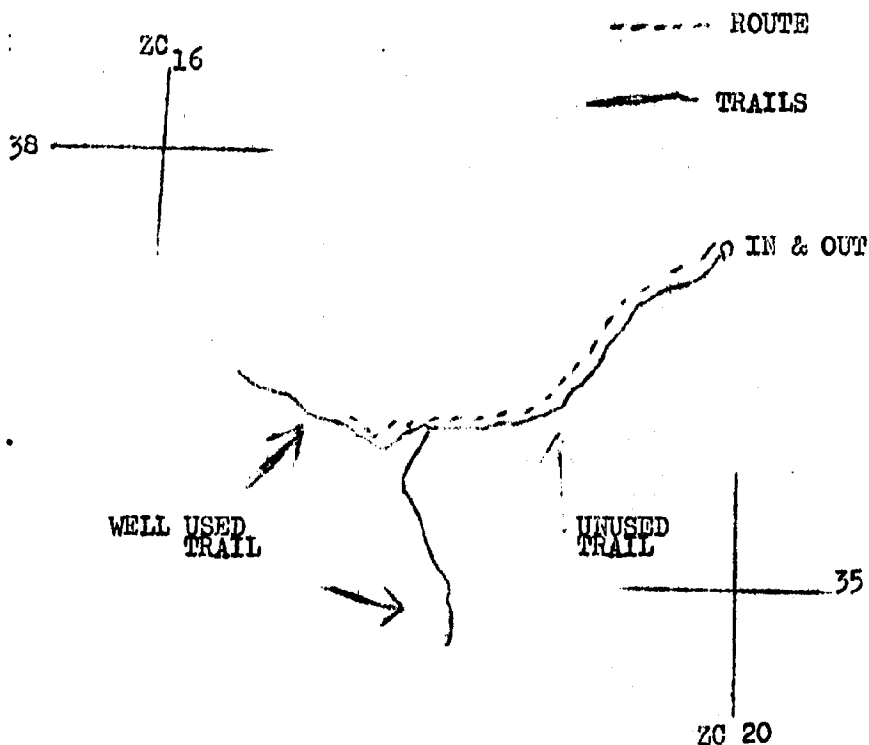 ROUTE
ZC 16
TRAILS
38
IN & OUT
WELL USED
TRAIL
UNUSED
TRAIL
35
ZC 20